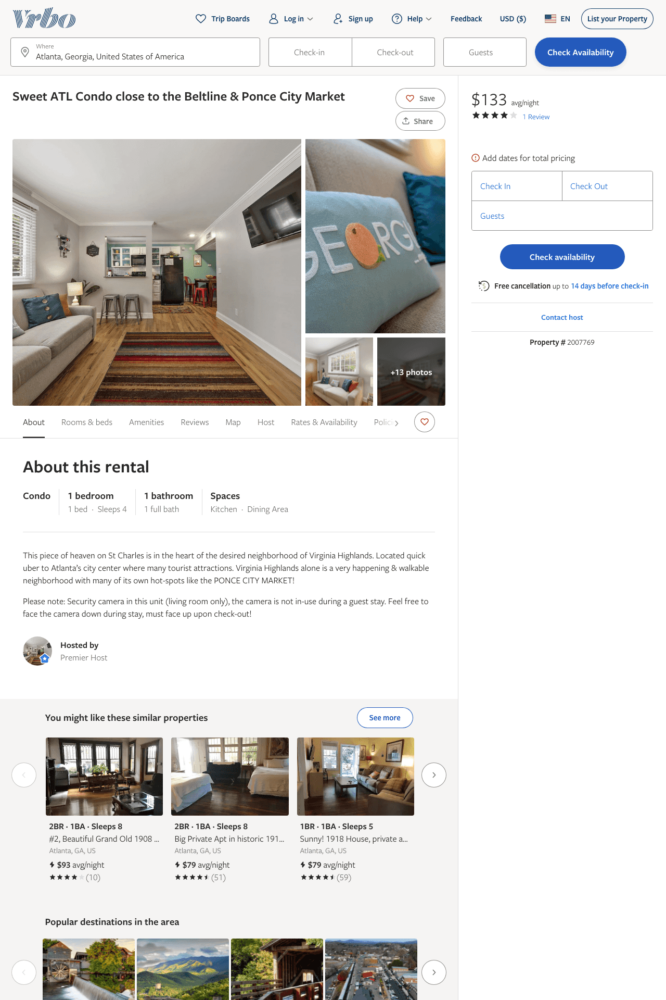 Vrbo
Trip Boards
Log in
Sign up
Help
Feedback
USD ($)
EN
List your Property
Where
Atlanta, Georgia, United States of America
Check-in
Check-out
Guests
Check Availability
Sweet ATL Condo close to the Beltline & Ponce City Market
Save
Share
$133 avg/night
1 Review
Add dates for total pricing
Check In
Check Out
Guests
Check availability
Free cancellation up to 14 days before check-in
Contact host
Property # 2007769
GEORGI
+13 photos
About
Rooms & beds
Amenities
Reviews
Map
Host
Rates & Availability
Polici
About this rental
Condo
1 bedroom
1 bed · Sleeps 4
1 bathroom
1 full bath
Spaces
Kitchen · Dining Area
This piece of heaven on St Charles is in the heart of the desired neighborhood of Virginia Highlands. Located quick
uber to Atlanta’s city center where many tourist attractions. Virginia Highlands alone is a very happening & walkable
neighborhood with many of its own hot-spots like the PONCE CITY MARKET!
Please note: Security camera in this unit (living room only), the camera is not in-use during a guest stay. Feel free to
face the camera down during stay, must face up upon check-out!
Hosted by
Premier Host
You might like these similar properties
See more
2BR · 1BA · Sleeps 8
#2, Beautiful Grand Old 1908 ...
Atlanta, GA, US
$93 avg/night
(10)
2BR · 1BA · Sleeps 8
Big Private Apt in historic 191...
Atlanta, GA, US
$79 avg/night
(51)
1BR · 1BA · Sleeps 5
Sunny! 1918 House, private a...
Atlanta, GA, US
$79 avg/night
(59)
Popular destinations in the area